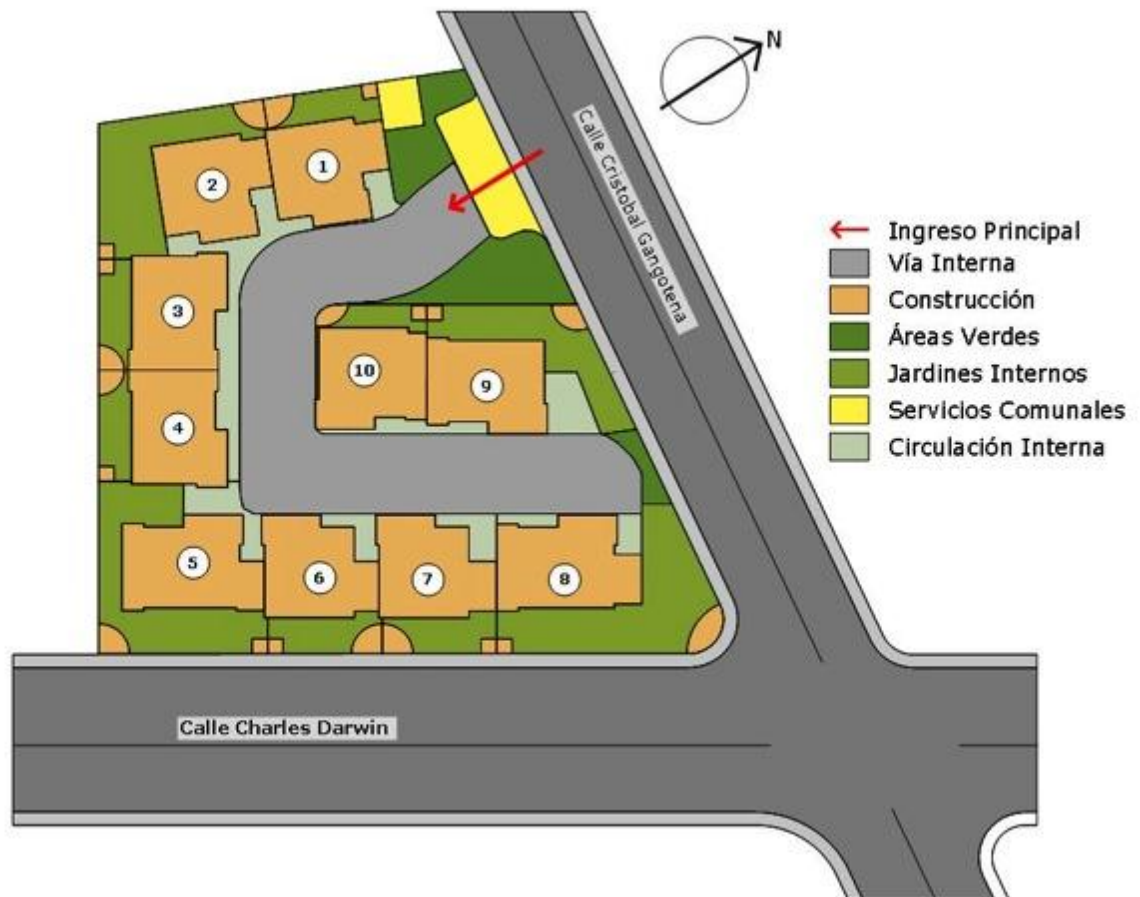 N
Calle Cristobal Gangotena
1
2
3
4
10
9
5
6
7
8
Calle Charles Darwin
Ingreso Principal
Vía Interna
Construcción
Áreas Verdes
Jardines Internos
Servicios Comunales
Circulación Interna